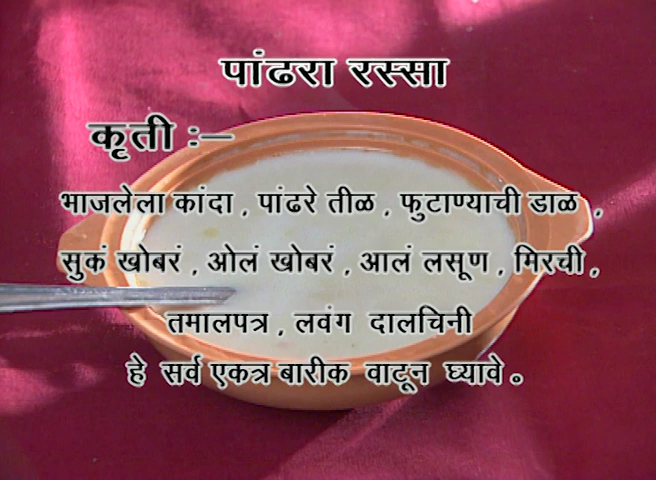 पांढरा रस्सा
कृती :–
भाजलेला कांदा , पांढरे तीळ , फुटाण्याची डाळ ,
सुकं खोबरं , ओलं खोबरं , आलं लसूण , मिरची ,
तमालपत्र , लवंग दालचिनी
हे सर्व एकत्र बारीक वाटून घ्यावे ॰